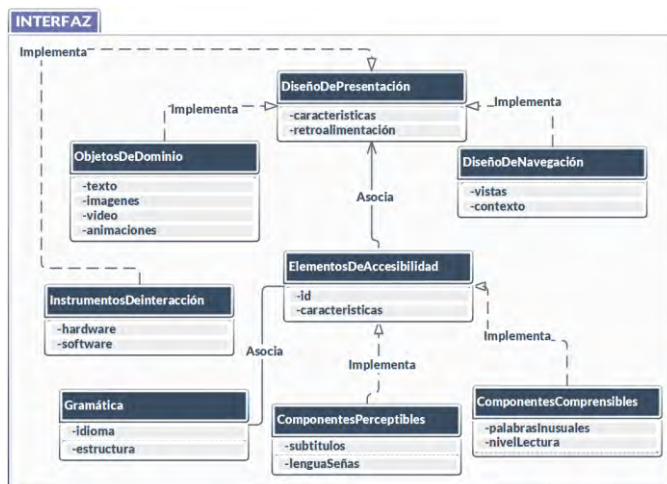 INTERFAZ
Implementa
DiseñoDePresentación
-caracteristicas
-retroalimentación
Implementa
Implementa
ObjetosDeDominio
-texto
-imagenes
-video
-animaciones
DiseñoDeNavegación
-vistas
-contexto
Asocia
ElementosDeAccesibilidad
-id
-caracteristicas
InstrumentosDeinteracción
-hardware
-software
Asocia
Implementa
Implementa
Gramática
-idioma
-estructura
ComponentesPerceptibles
-subtitulos
-lenguaSeñas
ComponentesComprensibles
-palabrasInusuales
-nivelLectura